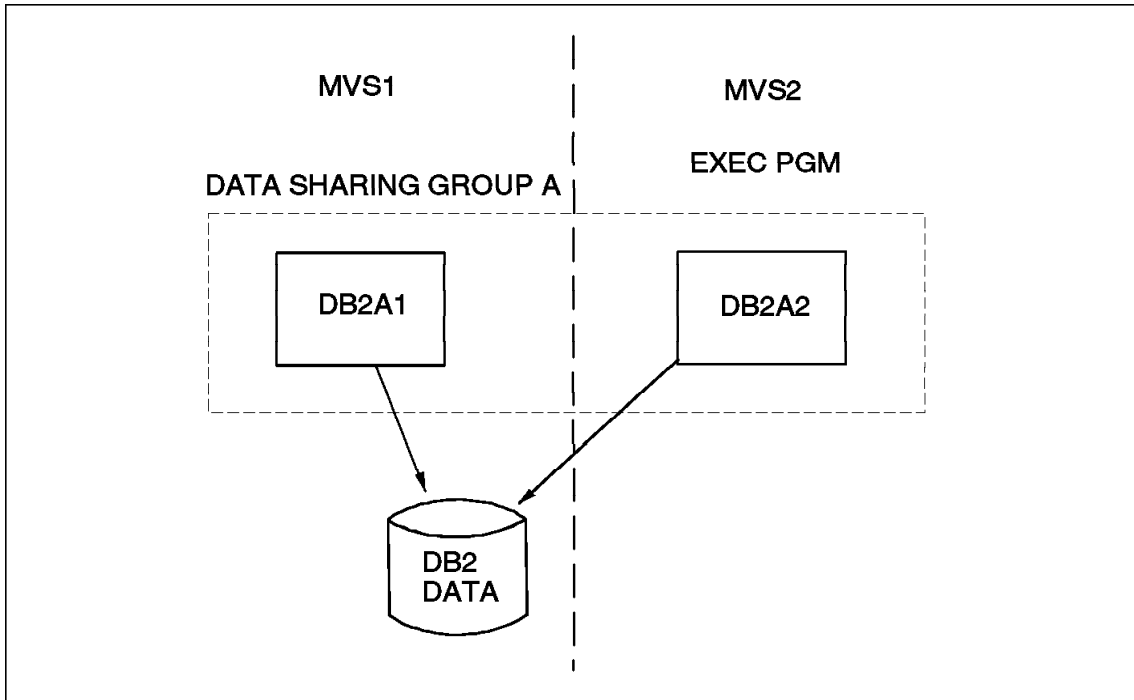 MVS1
MVS2
EXEC PGM
DATA SHARING GROUP A
DB2A1
DB2A2
DB2
DATA